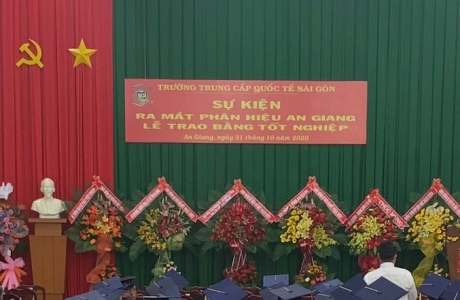 TRƯỜNG TRUNG CẤP QUỐC TẾ SÀI GÒN
SỰ KIỆN
RA MẮT PHÂN HIỆU AN GIANG
LỄ TRAO BẰNG TỐT NGHIỆP
An Giang, ngày 31 tháng 10 năm 2020